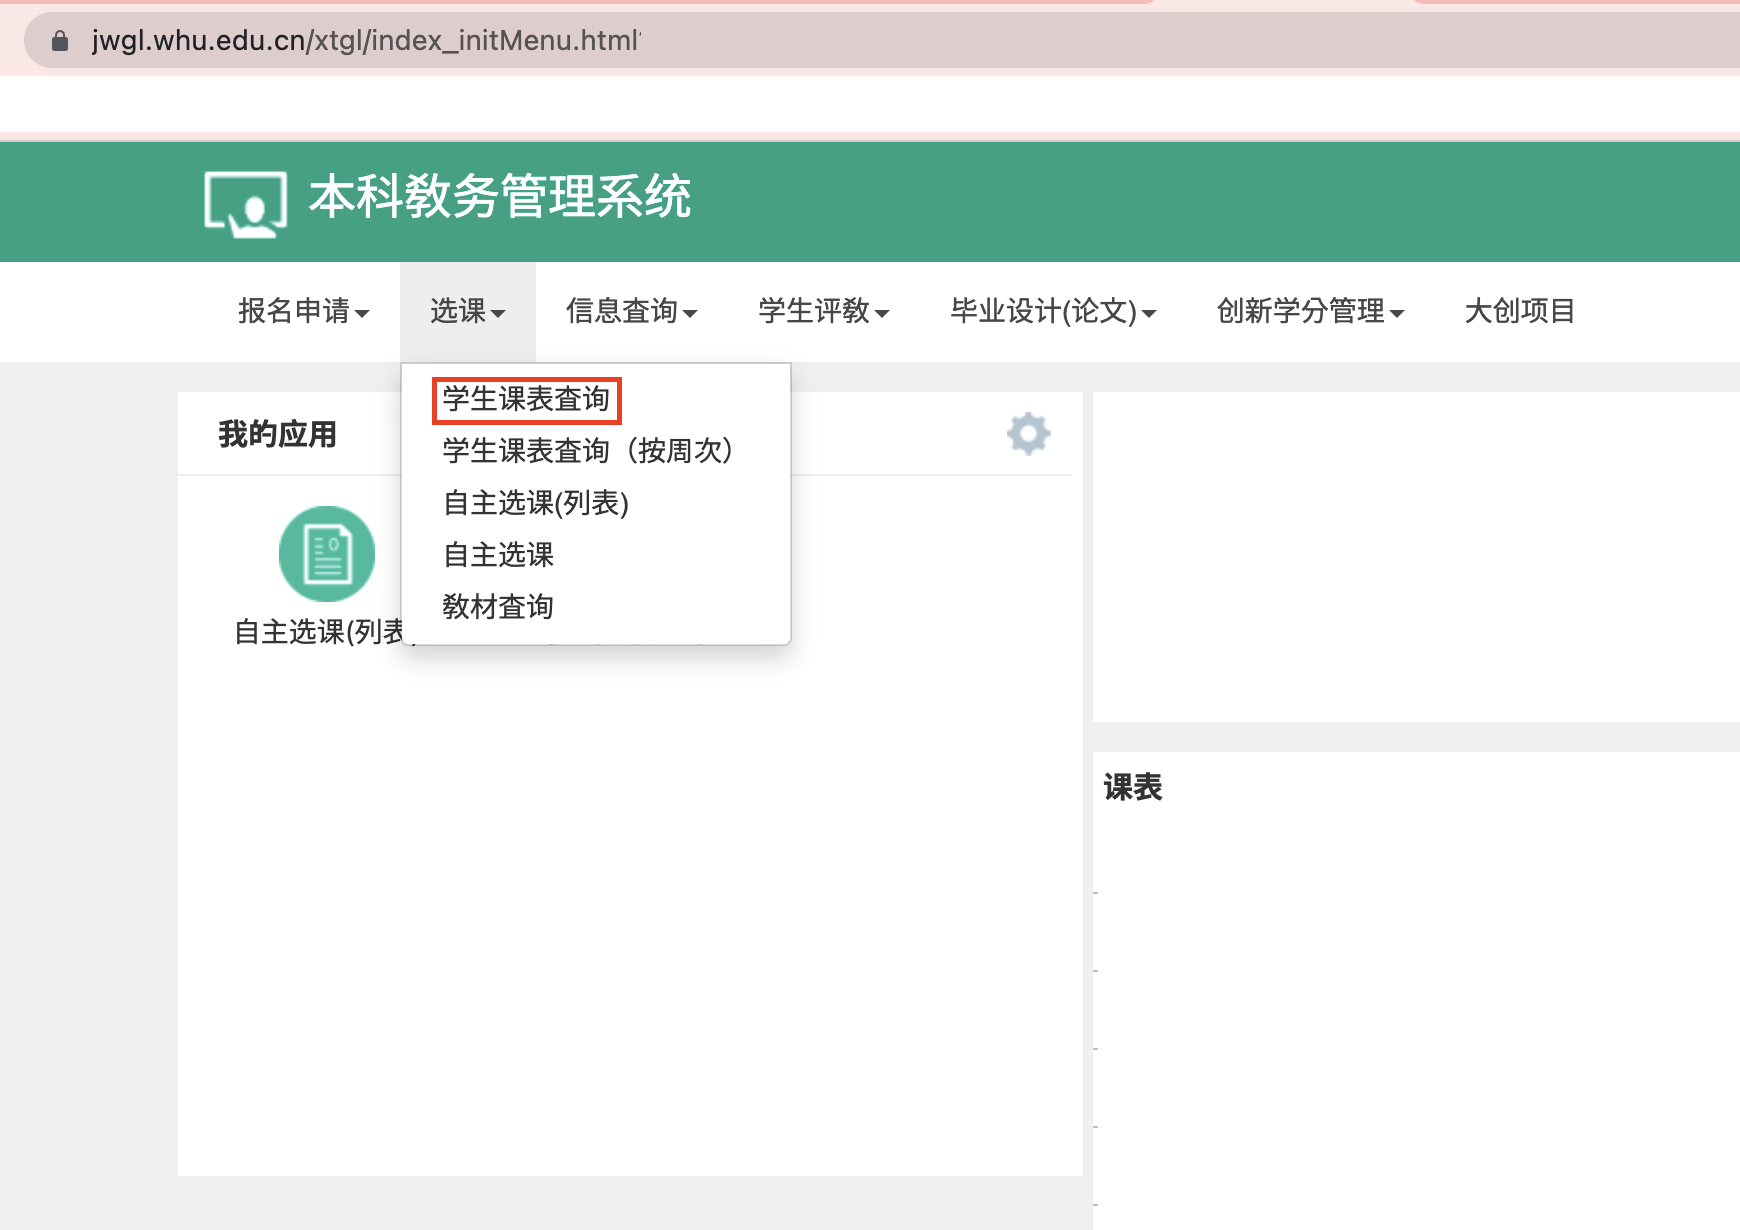 jwgl.whu.edu.cn/xtgl/index_initMenu.html
本科教务管理系统
报名申请 选课 信息查询 学生评教 毕业设计(论文) 创新学分管理 大创项目
学生课表查询
我的应用
学生课表查询（按周次）
自主选课(列表)
自主选课
教材查询
自主选课(列表
课表